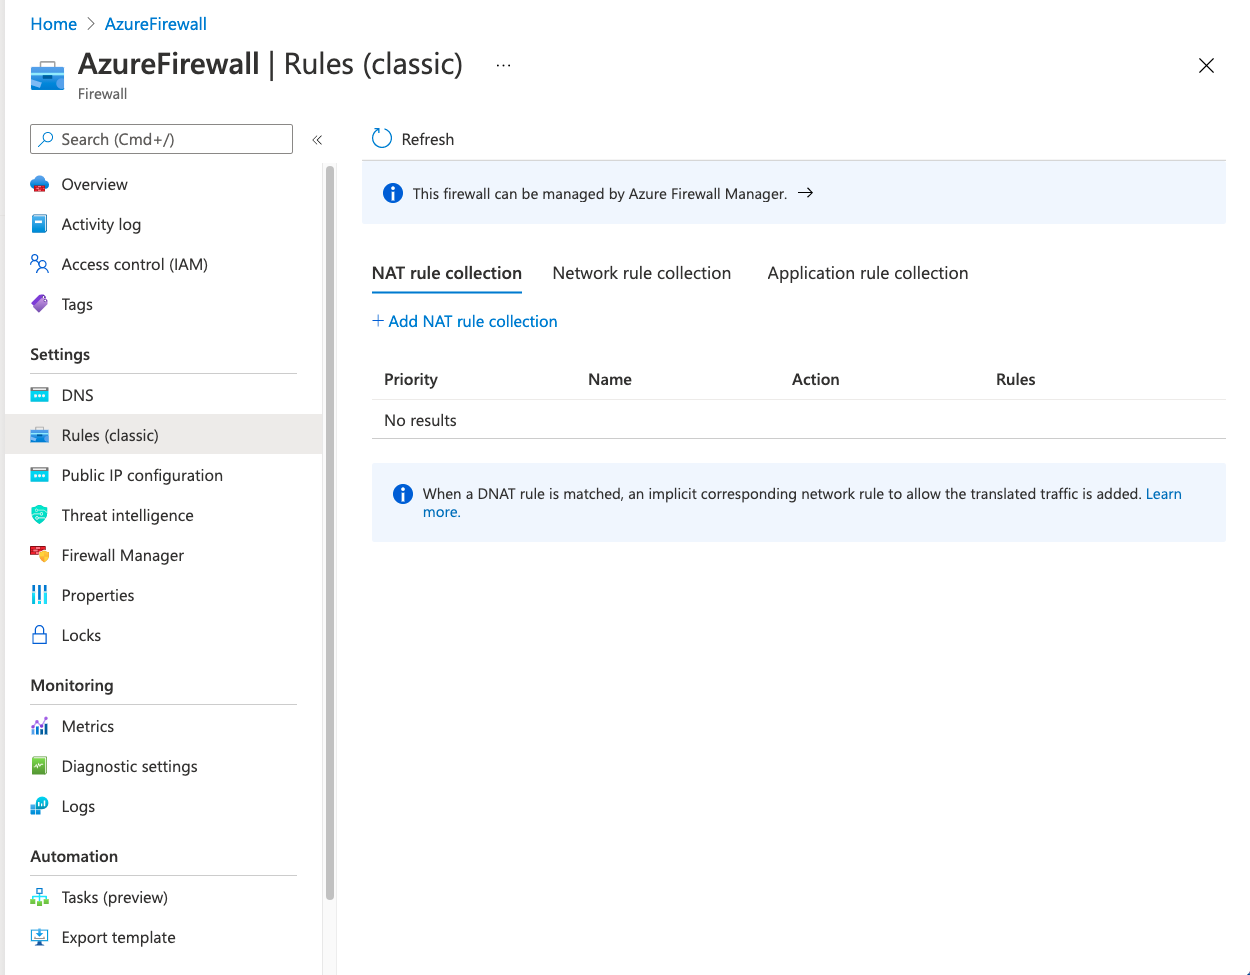 Home > AzureFirewall
AzureFirewall | Rules (classic) ...
Firewall
Search (Cmd+/)
«
Overview
Activity log
Access control (IAM)
Tags
Settings
DNS
Rules (classic)
Public IP configuration
Threat intelligence
Firewall Manager
Properties
Locks
Monitoring
Metrics
Diagnostic settings
Logs
Automation
Tasks (preview)
Export template
Refresh
This firewall can be managed by Azure Firewall Manager. →
NAT rule collection Network rule collection Application rule collection
+ Add NAT rule collection
Priority Name Action Rules
No results
When a DNAT rule is matched, an implicit corresponding network rule to allow the translated traffic is added. Learn
more.